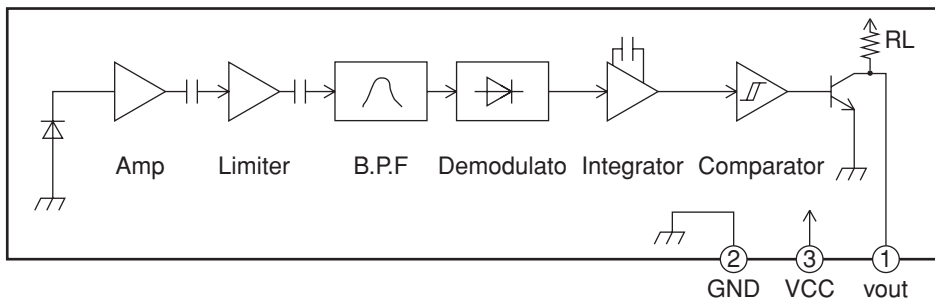 RL
Amp Limiter B.P.F Demodulato Integrator Comparator
2 3 1
GND VCC vout